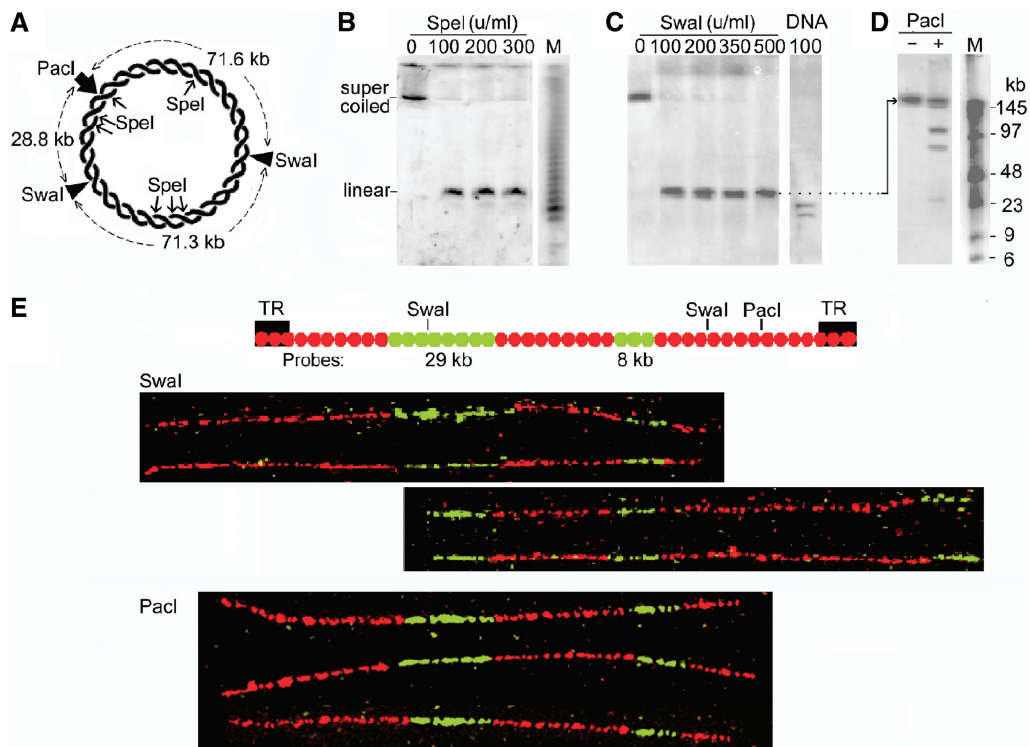 A
PacI
71.6 kb
SpeI
SpeI
28.8 kb
SwaI
SwaI
SpeI
71.3 kb
B
SpeI (u/ml)
0 100 200 300 M
super
coiled
linear
C
SwaI (u/ml) DNA
0 100 200 350 500 100
D
PacI
− + M
kb
145
97
48
23
9
6
E
TR SwaI SwaI PacI TR
Probes: 29 kb 8 kb
SwaI
PacI